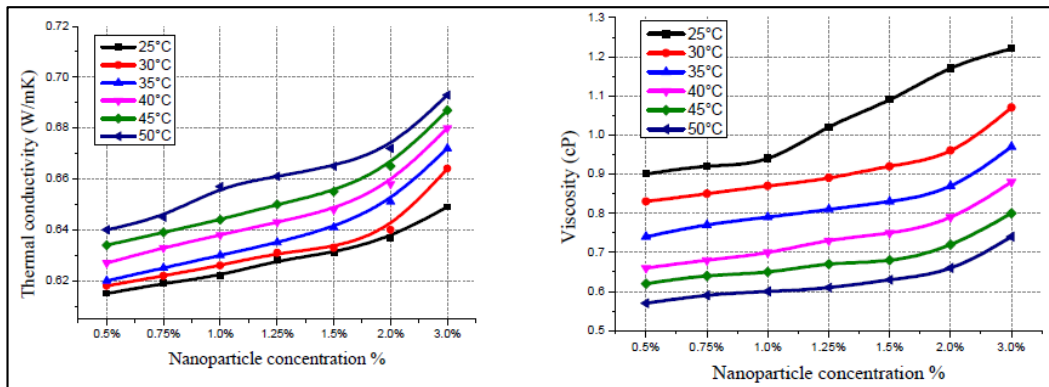 Thermal conductivity (W/mK)
0.72
0.70
0.68
0.66
0.64
0.62
25°C
30°C
35°C
40°C
45°C
50°C
0.5% 0.75% 1.0% 1.25% 1.5% 2.0% 3.0%
Nanoparticle concentration %
Viscosity (cP)
1.3
1.2
1.1
1.0
0.9
0.8
0.7
0.6
0.5
25°C
30°C
35°C
40°C
45°C
50°C
0.5% 0.75% 1.0% 1.25% 1.5% 2.0% 3.0%
Nanoparticle concentration %